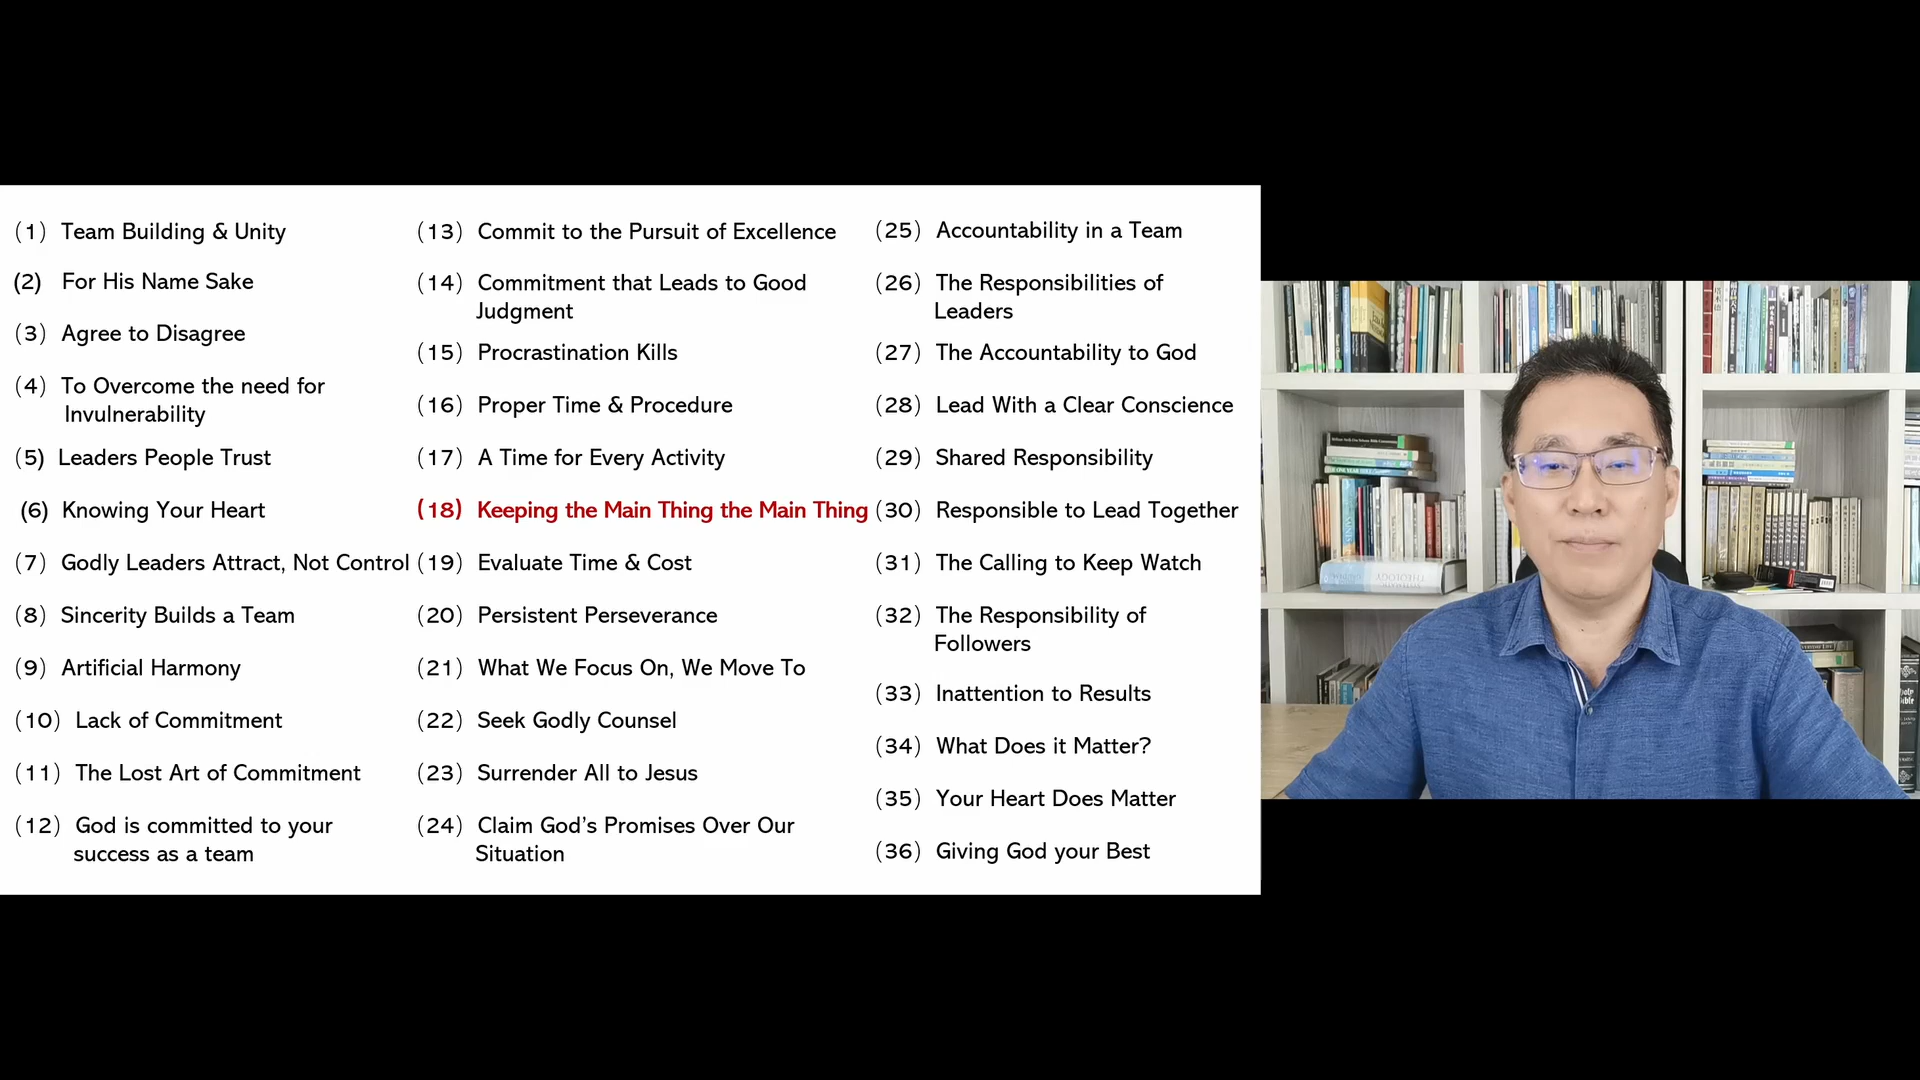 (1) Team Building & Unity
(2) For His Name Sake
(3) Agree to Disagree
(4) To Overcome the need for
Invulnerability
(5) Leaders People Trust
(6) Knowing Your Heart
(7) Godly Leaders Attract, Not Control
(8) Sincerity Builds a Team
(9) Artificial Harmony
(10) Lack of Commitment
(11) The Lost Art of Commitment
(12) God is committed to your
success as a team
(13) Commit to the Pursuit of Excellence
(14) Commitment that Leads to Good
Judgment
(15) Procrastination Kills
(16) Proper Time & Procedure
(17) A Time for Every Activity
(18) Keeping the Main Thing the Main Thing
(19) Evaluate Time & Cost
(20) Persistent Perseverance
(21) What We Focus On, We Move To
(22) Seek Godly Counsel
(23) Surrender All to Jesus
(24) Claim God's Promises Over Our
Situation
(25) Accountability in a Team
(26) The Responsibilities of
Leaders
(27) The Accountability to God
(28) Lead With a Clear Conscience
(29) Shared Responsibility
(30) Responsible to Lead Together
(31) The Calling to Keep Watch
(32) The Responsibility of
Followers
(33) Inattention to Results
(34) What Does it Matter?
(35) Your Heart Does Matter
(36) Giving God your Best
THEOLOGY